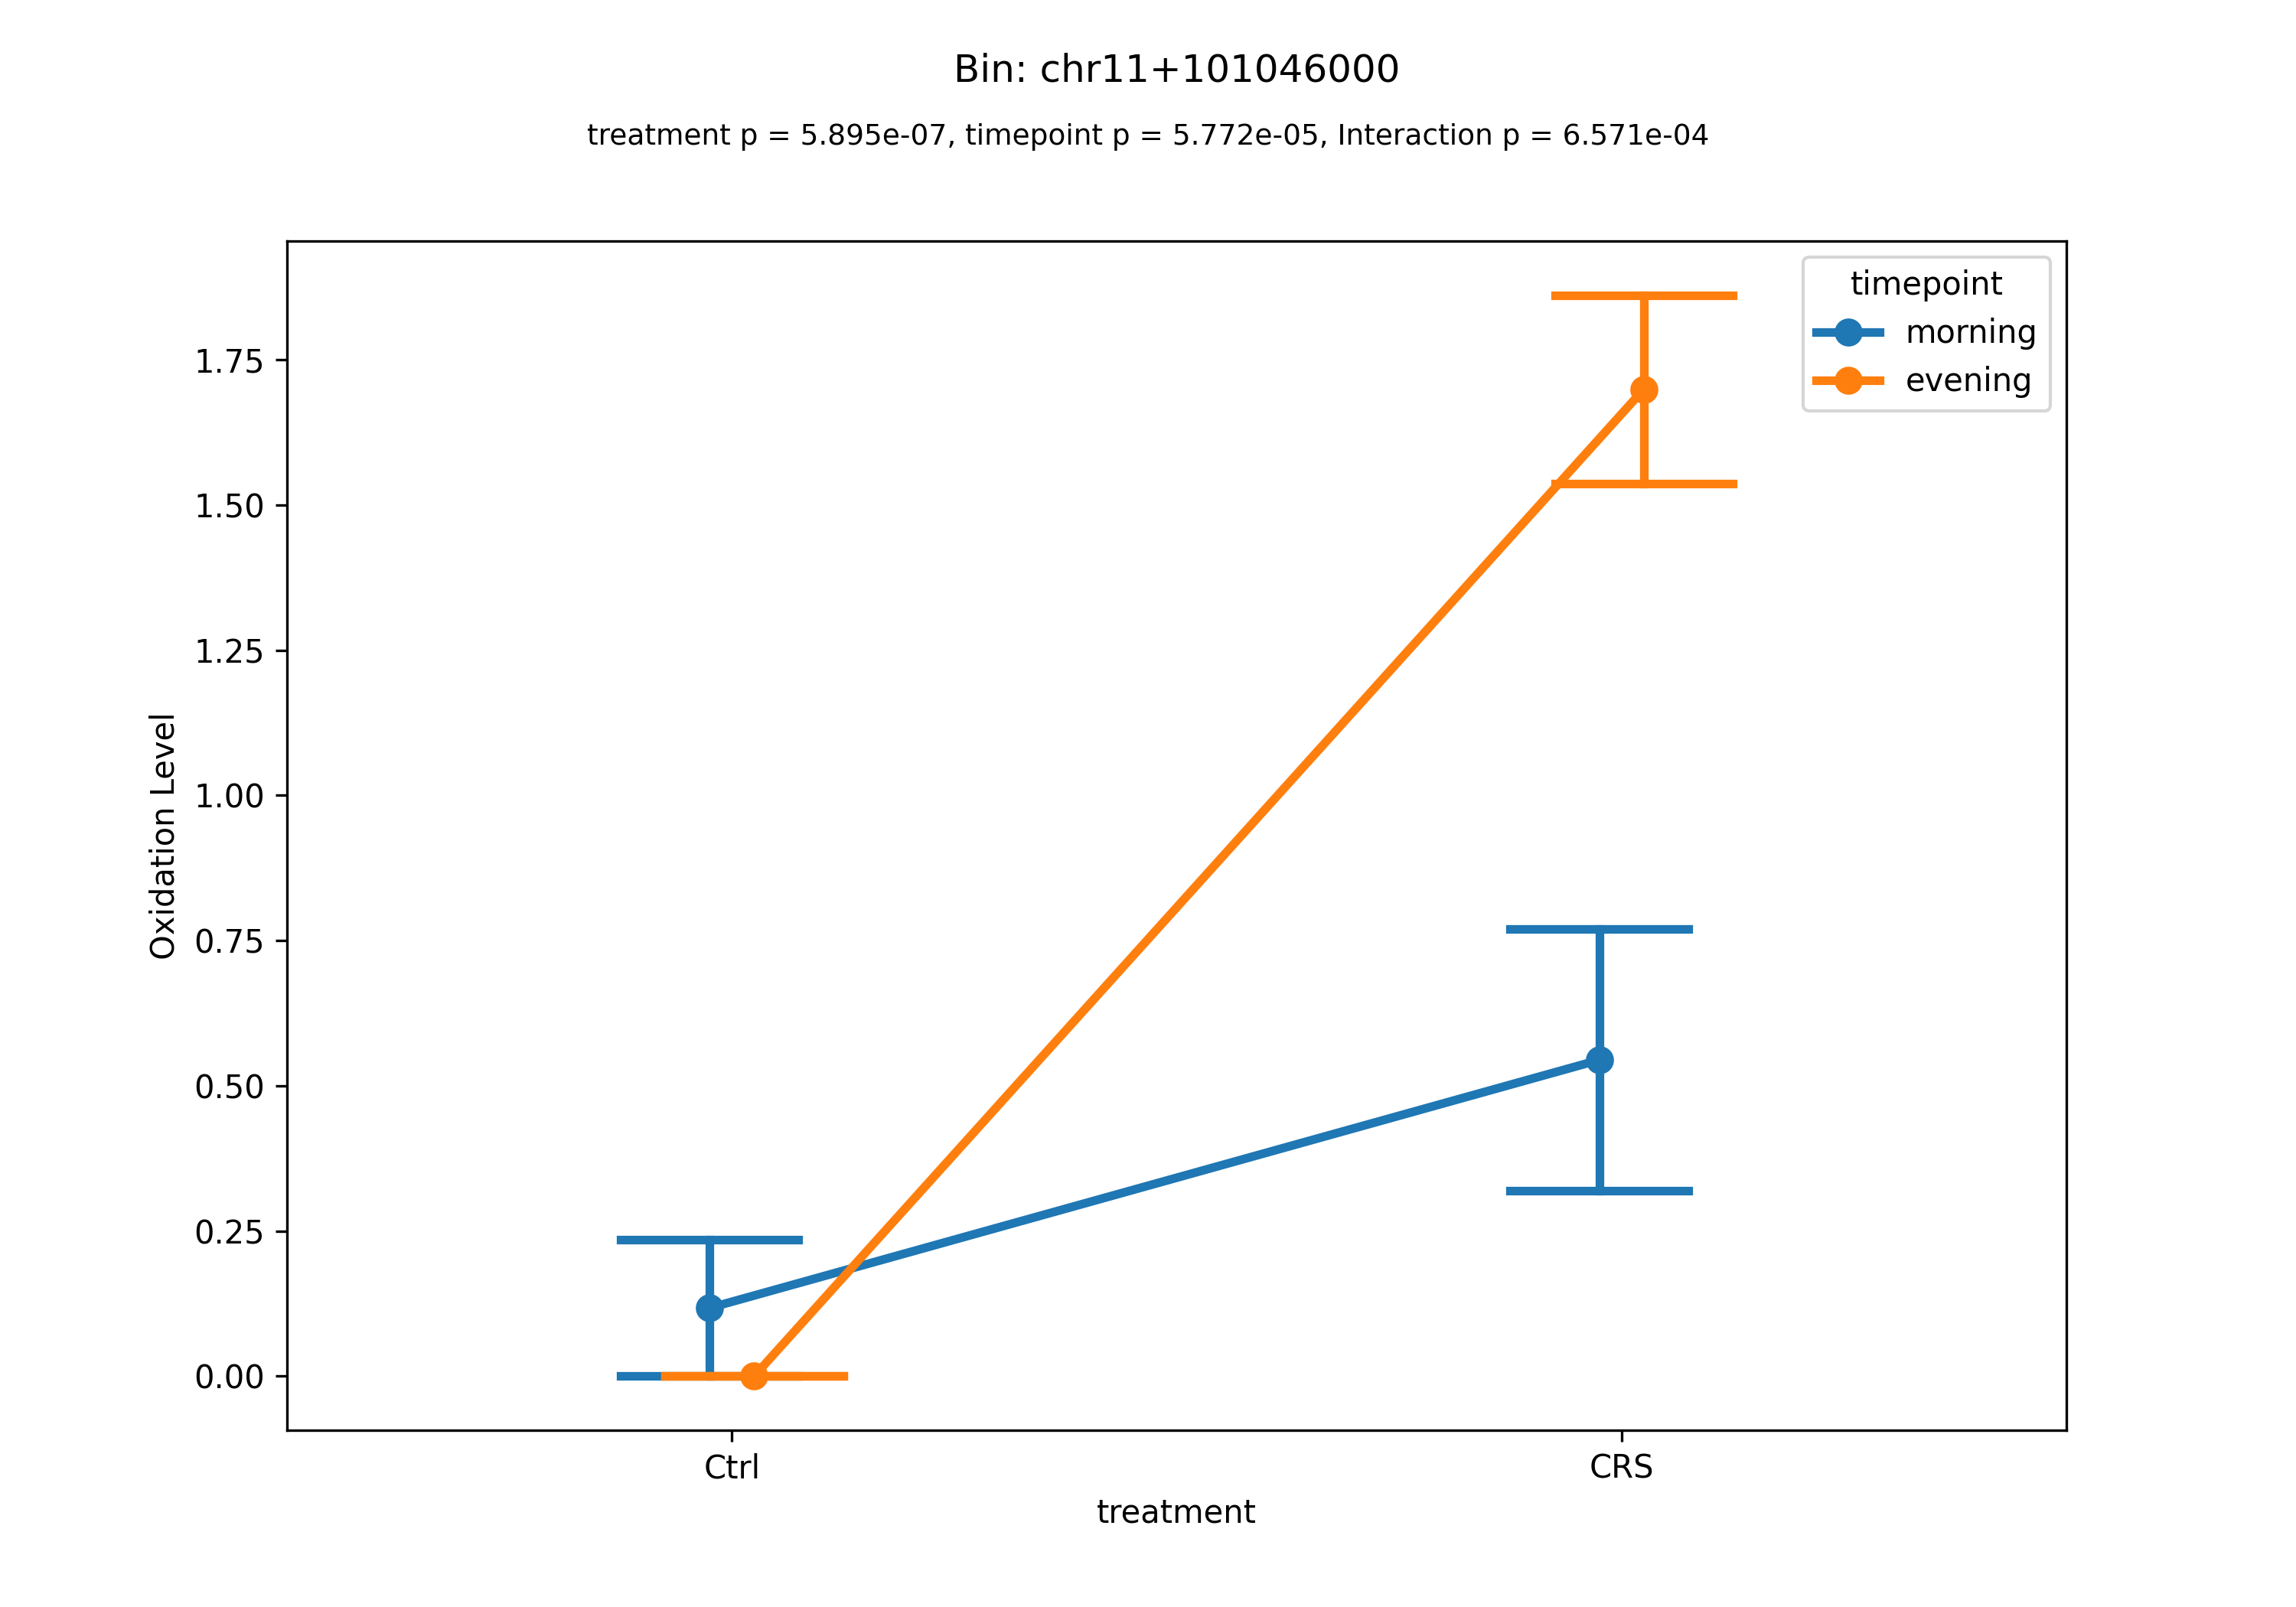 Bin: chr11+101046000
treatment p = 5.895e-07, timepoint p = 5.772e-05, Interaction p = 6.571e-04
timepoint
morning
evening
1.75
1.50
1.25
1.00
0.75
0.50
0.25
0.00
Oxidation Level
Ctrl
CRS
treatment